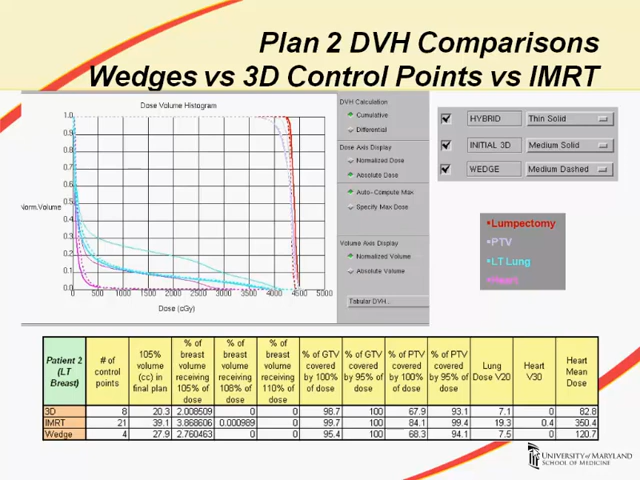 Plan 2 DVH Comparisons
Wedges vs 3D Control Points vs IMRT
Dose Volume Histogram
Norm.Volume
1.0
0.9
0.8
0.7
0.6
0.5
0.4
0.3
0.2
0.1
0.0
0 500 1000 1500 2000 2500 3000 3500 4000 4500 5000
Dose (cGy)
DVH Calculation
Cumulative
Differential
Dose Axis Display
Normalized Dose
Absolute Dose
Auto-Compute Max
Specify Max Dose
Volume Axis Display
Normalized Volume
Absolute Volume
Tabular DVH...
HYBRID Thin Solid
INITIAL 3D Medium Solid
WEDGE Medium Dashed
Lumpectomy
PTV
LT Lung
Heart
Patient 2 (LT Breast) # of control points 105% volume (cc) in final plan % of breast volume receiving 105% of dose % of breast volume receiving 108% of dose % of breast volume receiving 110% of dose % of GTV covered by 100% of dose % of GTV covered by 95% of dose % of PTV covered by 100% of dose % of PTV covered by 95% of dose Lung Dose V20 Heart V30 Heart Mean Dose
3D 8 20.3 2.008509 0 0 98.7 100 67.9 93.1 7.1 0 82.8
IMRT 21 39.1 3.868606 0.000989 0 99.7 100 84.1 99.4 19.3 0.4 350.4
Wedge 4 27.9 2.760463 0 0 95.4 100 68.3 94.1 7.5 0 120.7
UNIVERSITY of MARYLAND
SCHOOL OF MEDICINE